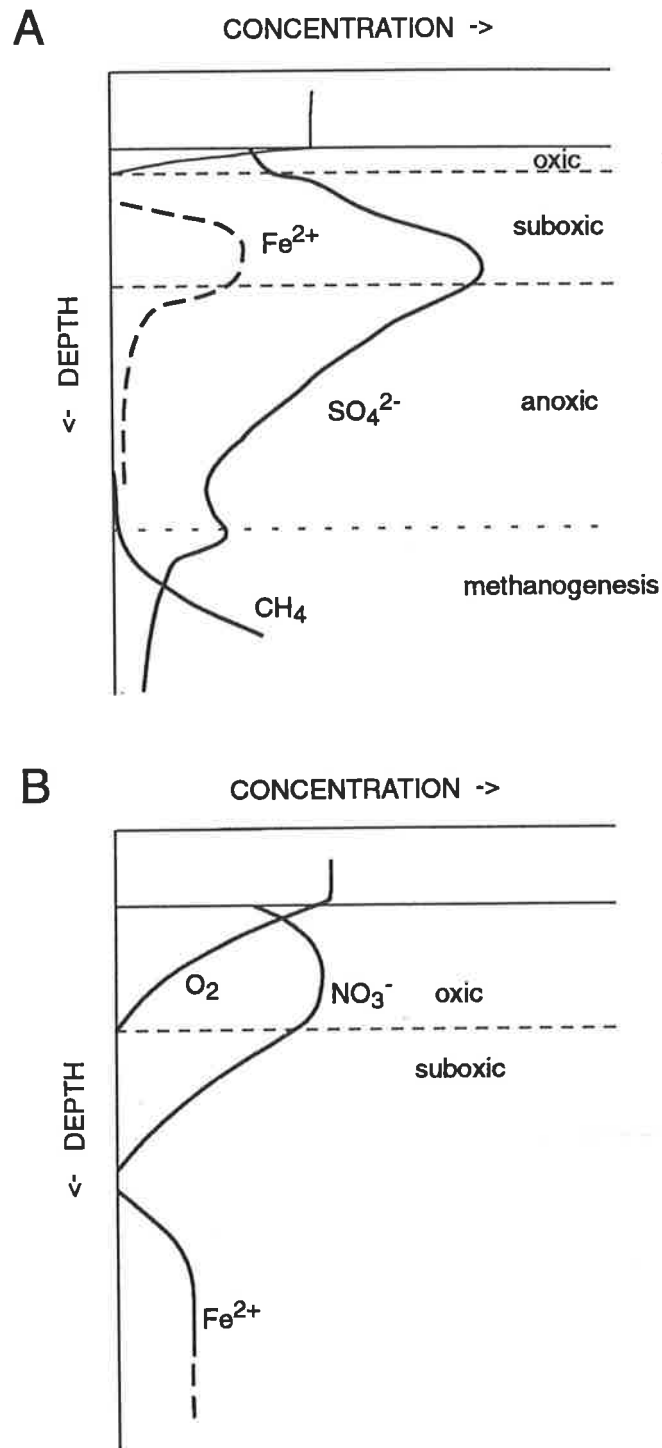 A
CONCENTRATION ->
oxic
suboxic
Fe2+
<- DEPTH
SO42-
anoxic
methanogenesis
CH4
B
CONCENTRATION ->
O2
NO3-
oxic
suboxic
<- DEPTH
Fe2+